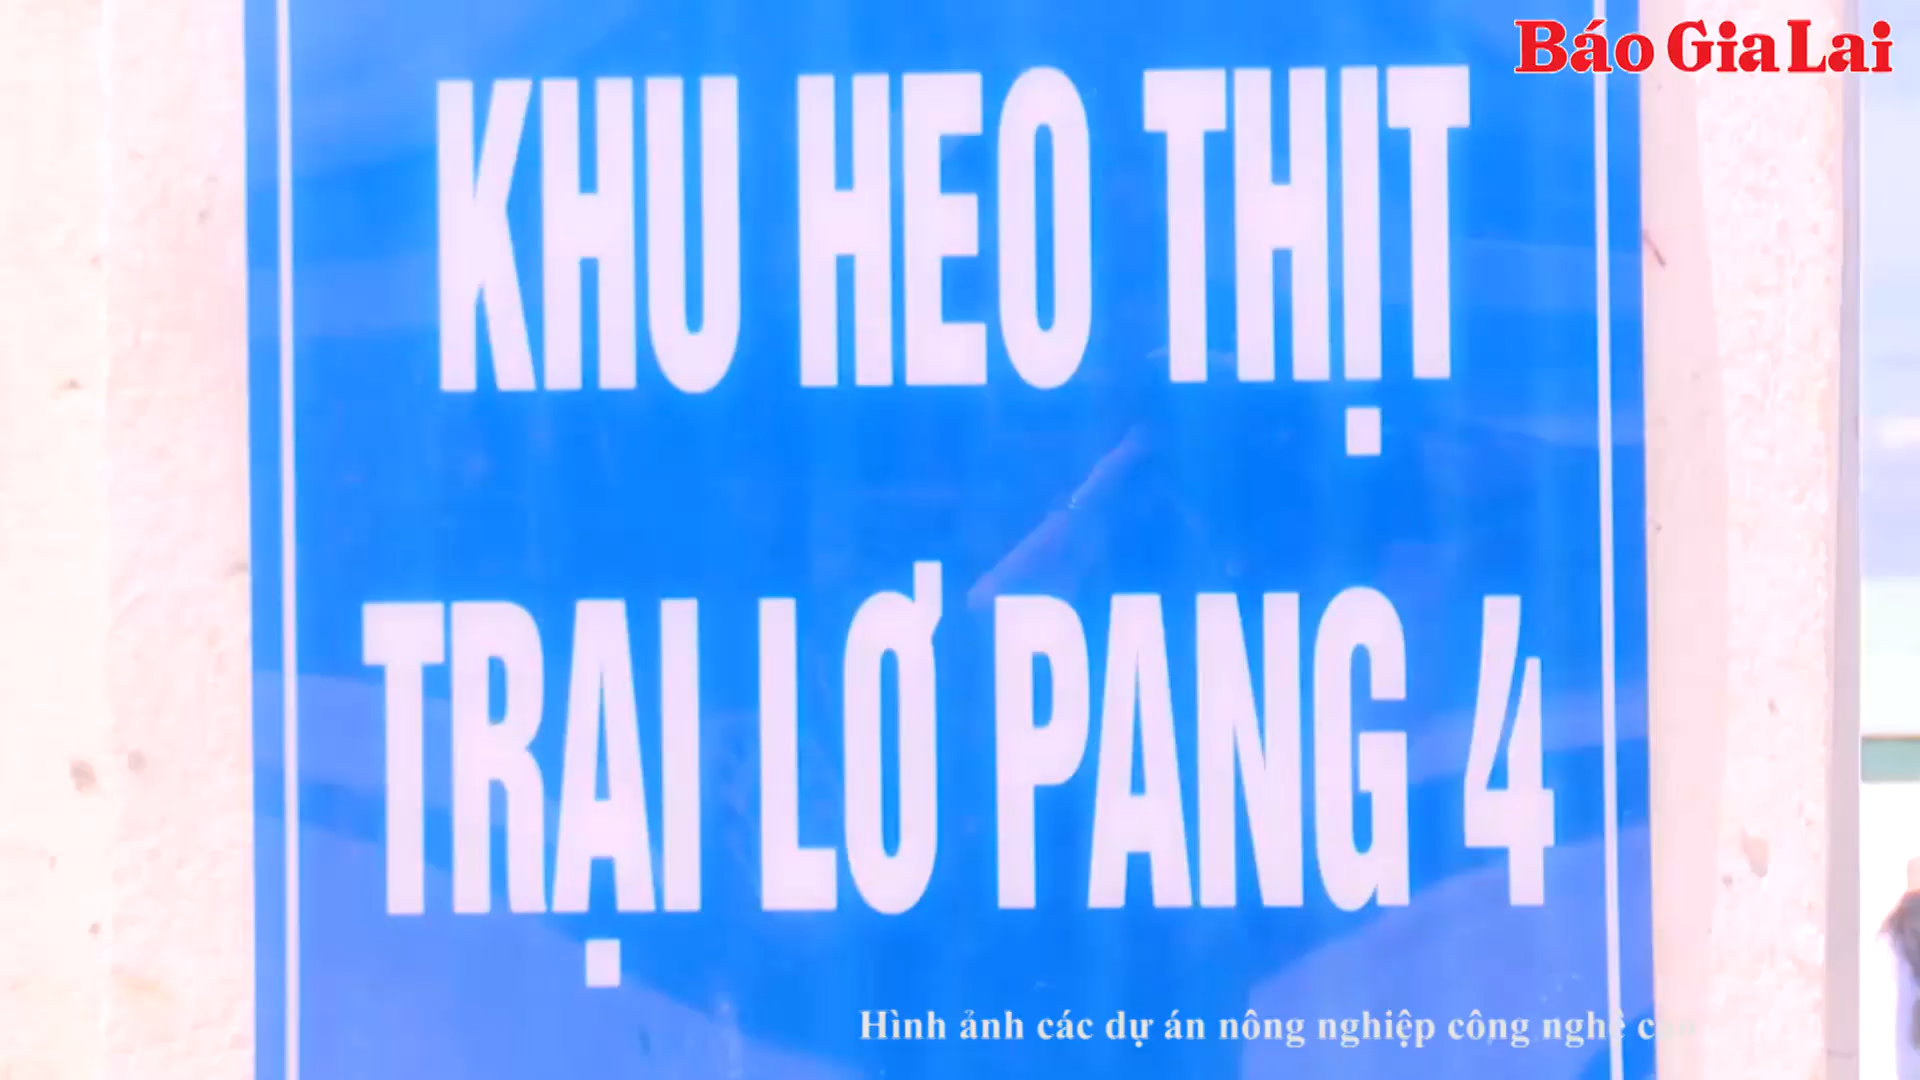 Báo Gia Lai
KHU HEO THỊT
TRẠI LƠ PANG 4
Hình ảnh các dự án nông nghiệp công nghệ